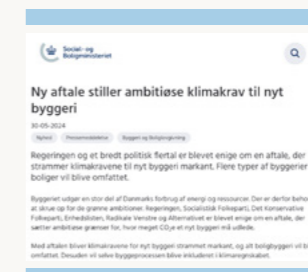 Social- og
Boligministeriet
Ny aftale stiller ambitiøse klimakrav til nyt
byggeri
30-05-2024
Nyhed Pressemeddelelse Byggeri og Boliglovgivning
Regeringen og et bredt politisk flertal er blevet enige om en aftale, der
strammer klimakravene til nyt byggeri markant. Flere typer af byggerier
boliger vil blive omfattet.
Byggeriet udgør en stor del af Danmarks forbrug af energi og ressourcer. Der er derfor behov
at skrue op for de grønne ambitioner. Regeringen, Socialistisk Folkeparti, Det Konservative
Folkeparti, Enhedslisten, Radikale Venstre og Alternativet er blevet enige om en aftale, der
sætter ambitiøse grænser for, hvor meget CO₂e et nyt byggeri må udlede.
Med aftalen bliver klimakravene for nyt byggeri strammet markant, og alt boligbyggeri vil b
omfattet. Desuden vil selve byggeprocessen blive inkluderet i klimaregnskabet.